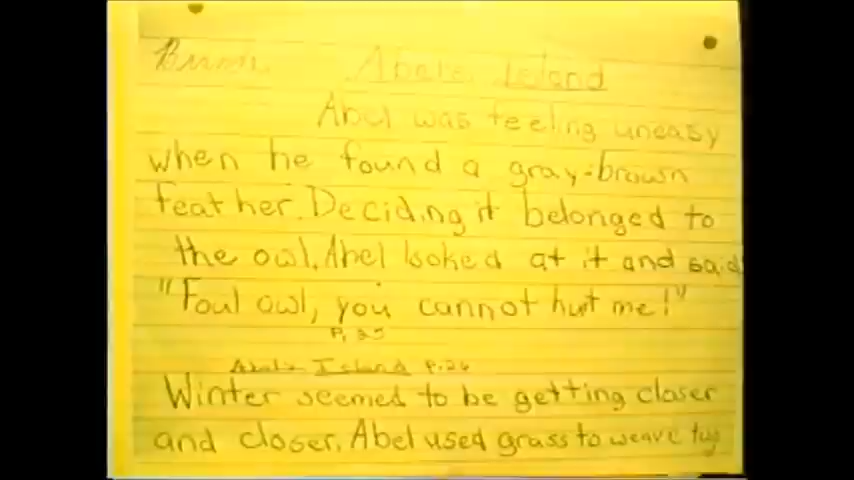 Abel's Island
Abel was feeling uneasy
when he found a gray-brown
feather. Deciding it belonged to
the owl, Abel looked at it and said
"Foul owl, you cannot hurt me!"
P. 25
Abel's Island P. 26
Winter seemed to be getting closer
and closer. Abel used grass to weave